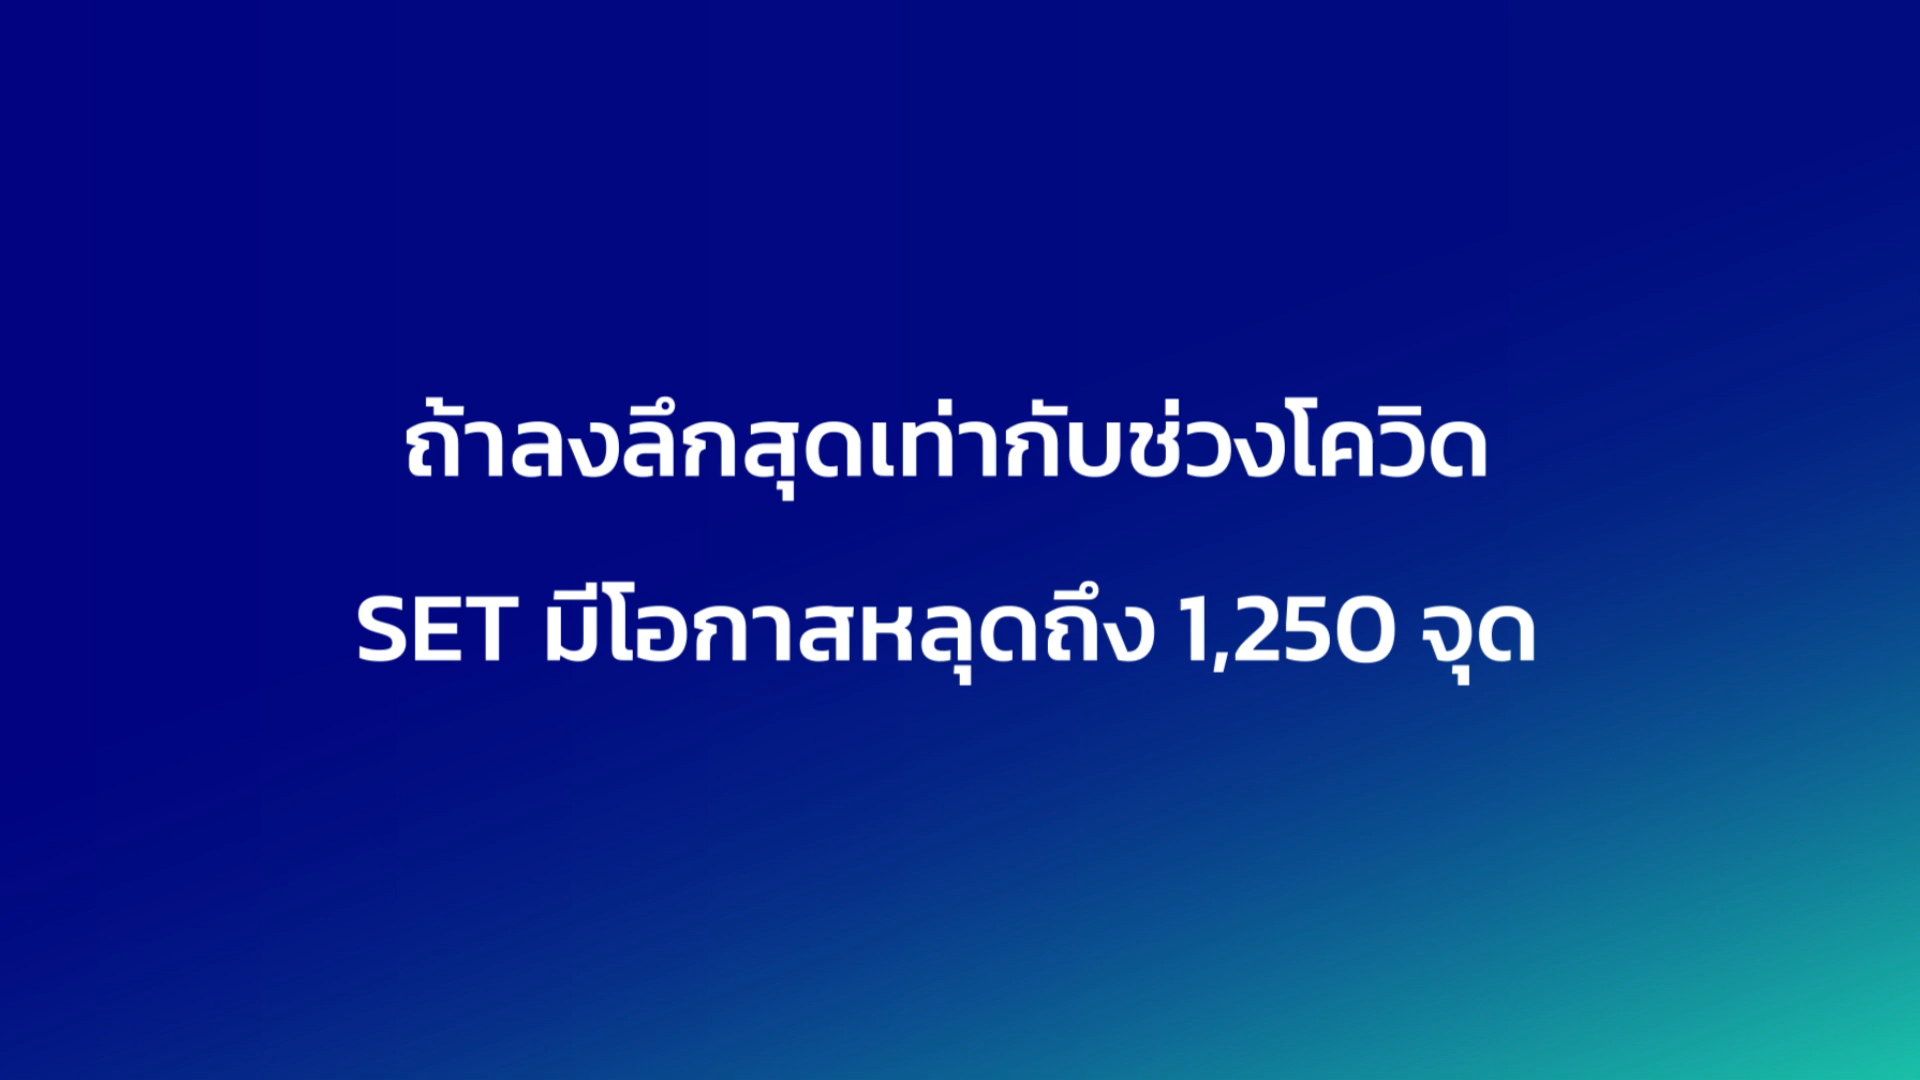 ถ้าลงลึกสุดเท่ากับช่วงโควิด
SET มีโอกาสหลุดถึง 1,250 จุด